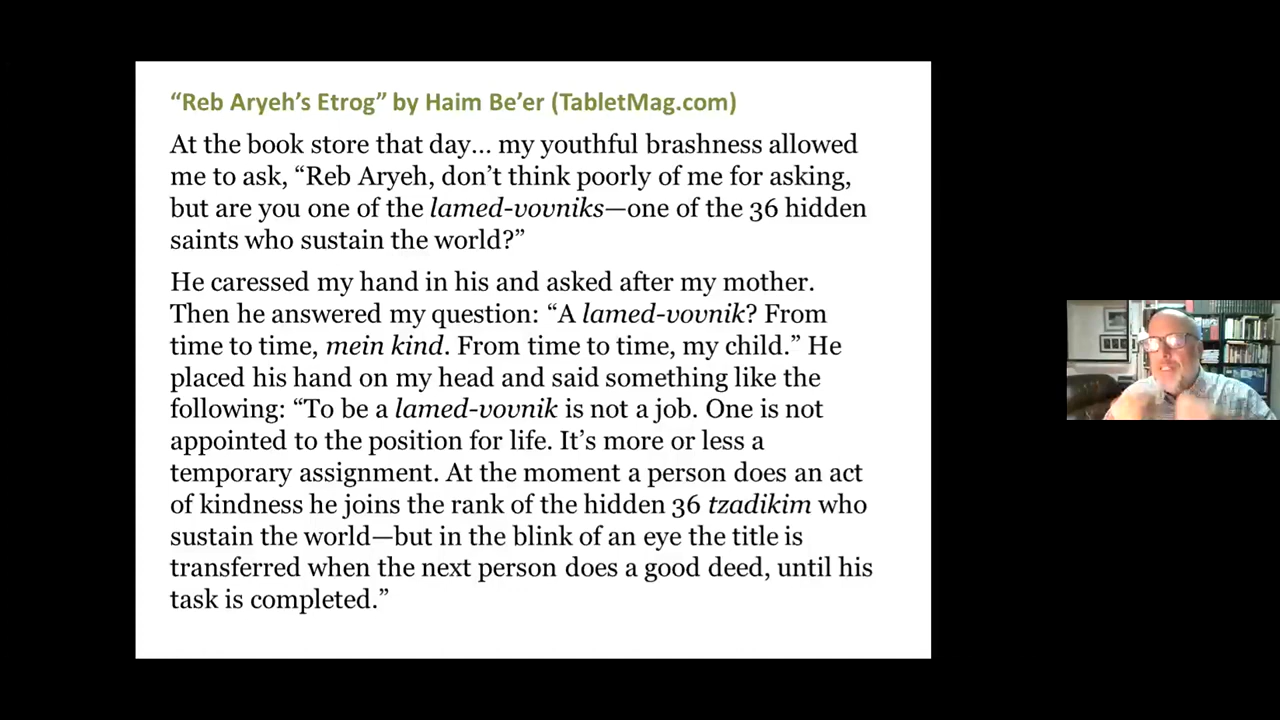 “Reb Aryeh’s Etrog” by Haim Be’er (TabletMag.com)
At the book store that day… my youthful brashness allowed
me to ask, “Reb Aryeh, don’t think poorly of me for asking,
but are you one of the lamed-vovniks—one of the 36 hidden
saints who sustain the world?”
He caressed my hand in his and asked after my mother.
Then he answered my question: “A lamed-vovnik? From
time to time, mein kind. From time to time, my child.” He
placed his hand on my head and said something like the
following: “To be a lamed-vovnik is not a job. One is not
appointed to the position for life. It’s more or less a
temporary assignment. At the moment a person does an act
of kindness he joins the rank of the hidden 36 tzadikim who
sustain the world—but in the blink of an eye the title is
transferred when the next person does a good deed, until his
task is completed.”